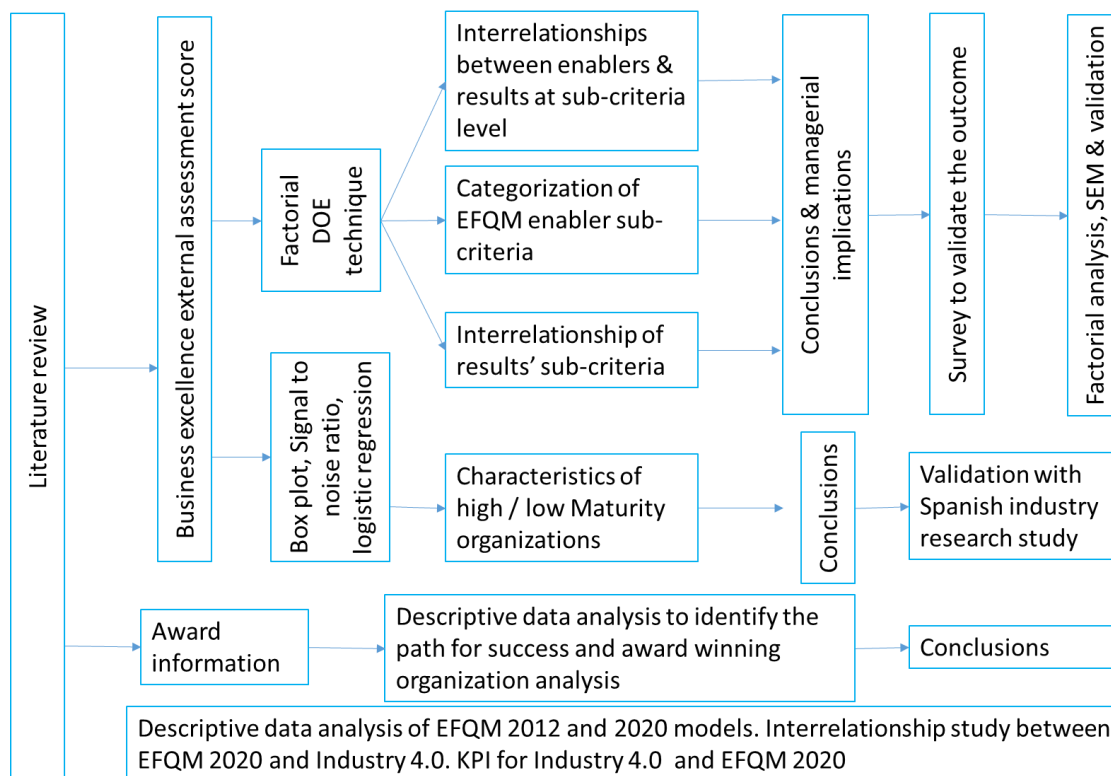 Literature review
Business excellence external assessment score
Factorial
DOE
technique
Interrelationships
between enablers &
results at sub-criteria
level
Categorization of
EFQM enabler sub-
criteria
Interrelationship of
results’ sub-criteria
Conclusions & managerial
implications
Survey to validate the outcome
Factorial analysis, SEM & validation
Box plot, Signal to
noise ratio,
logistic regression
Characteristics of
high / low Maturity
organizations
Conclusions
Validation with
Spanish industry
research study
Award
information
Descriptive data analysis to identify the
path for success and award winning
organization analysis
Conclusions
Descriptive data analysis of EFQM 2012 and 2020 models. Interrelationship study between
EFQM 2020 and Industry 4.0. KPI for Industry 4.0 and EFQM 2020